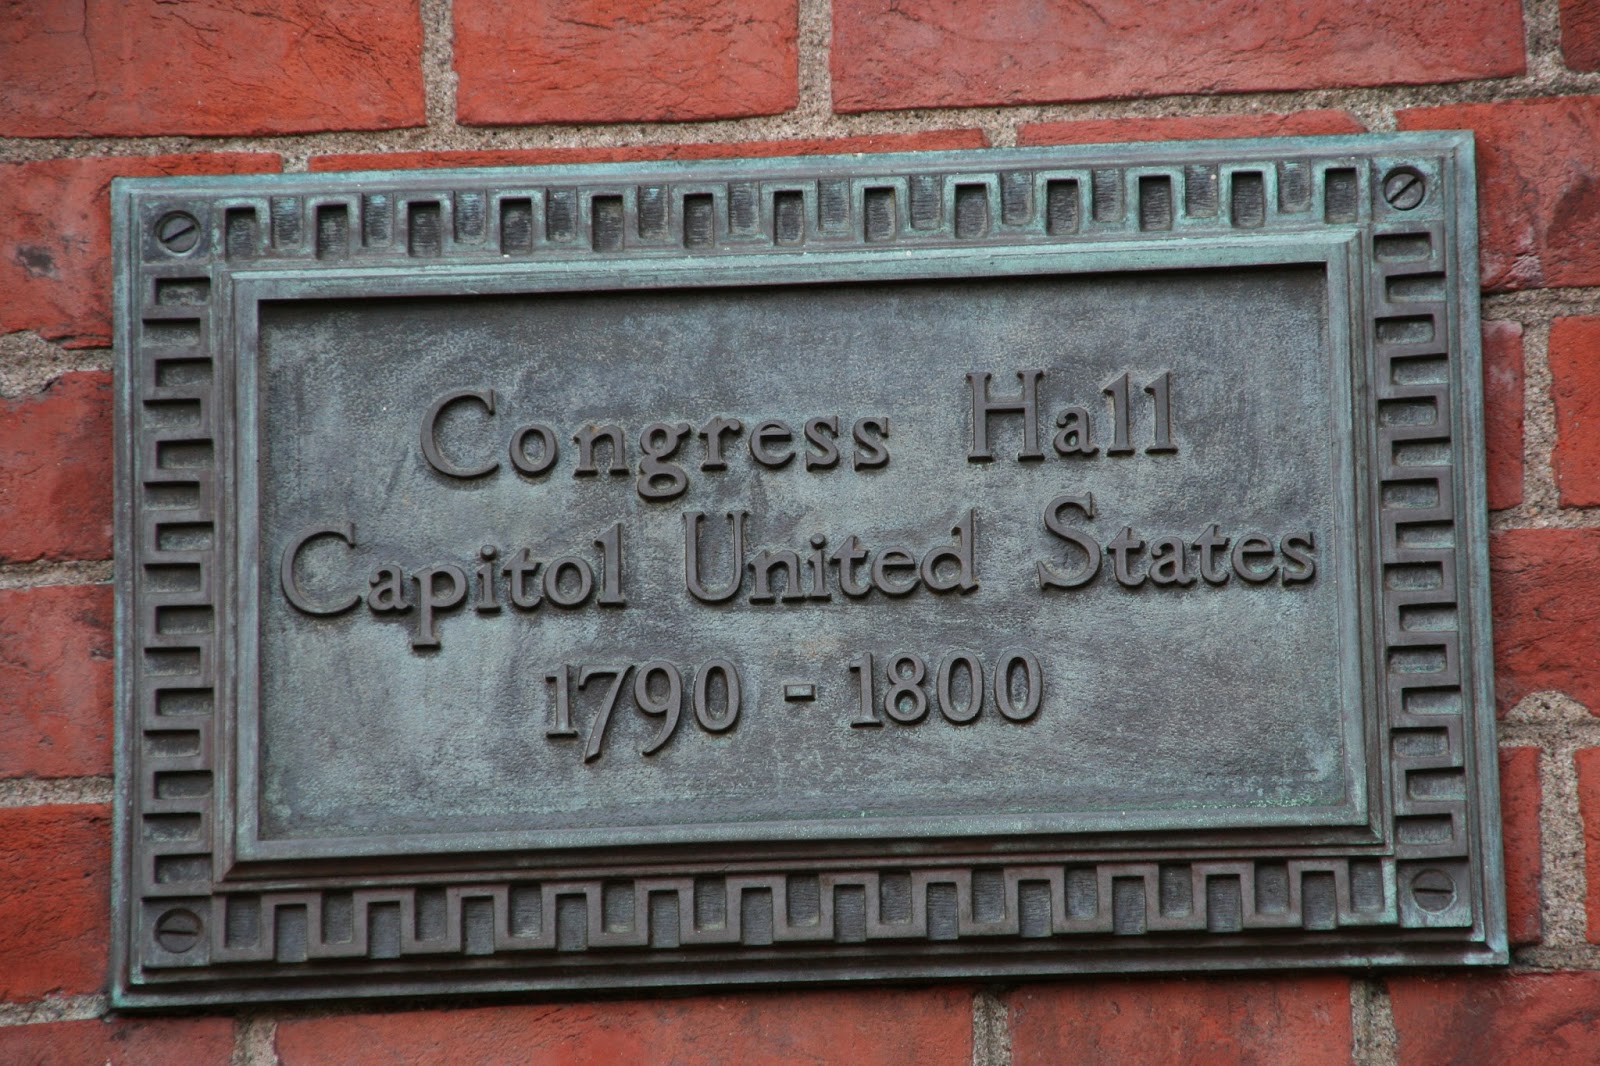 Congress Hall
Capitol United States
1790 - 1800